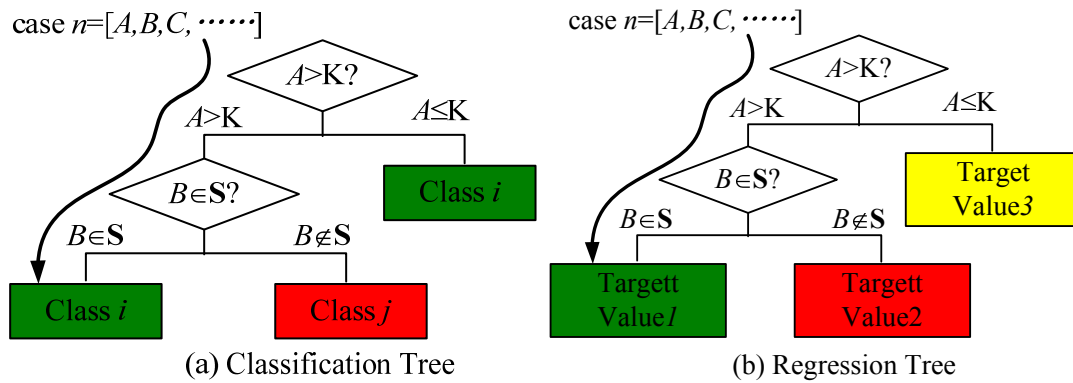 case n=[A,B,C, ······]
A>K?
A>K
A≤K
B∈S?
Class i
B∈S
B∉S
Class i
Class j
(a) Classification Tree
case n=[A,B,C, ······]
A>K?
A>K
A≤K
B∈S?
Target
Value3
B∈S
B∉S
Targett
Value1
Targett
Value2
(b) Regression Tree